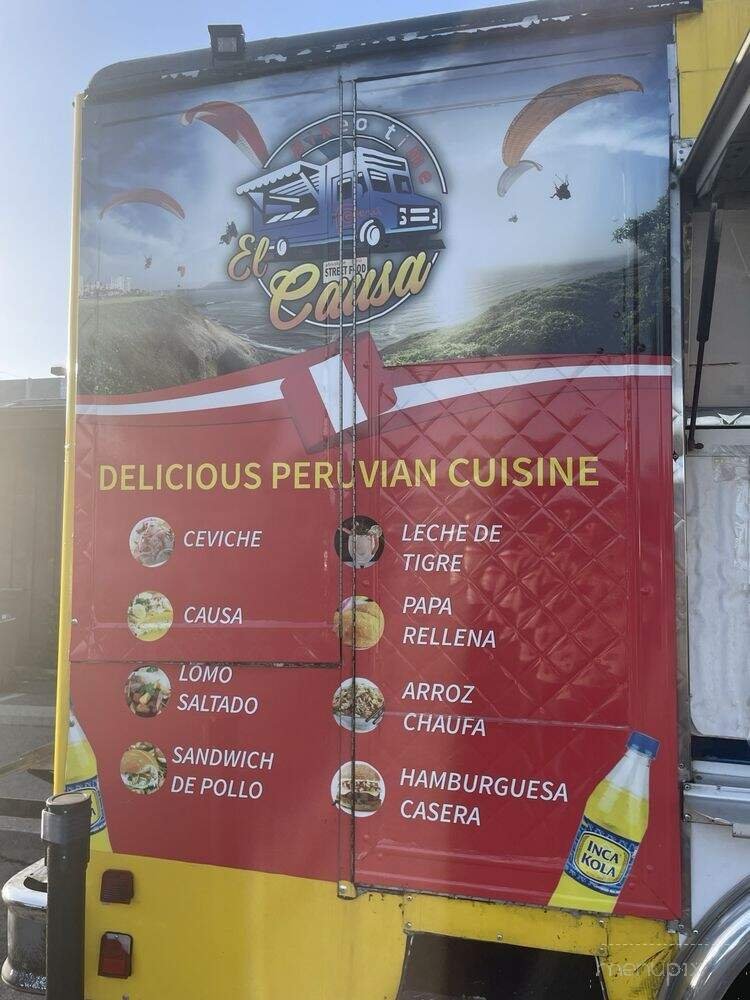 El
STREET FOOD
Causa
DELICIOUS PERUVIAN CUISINE
CEVICHE
CAUSA
LOMO
SALTADO
SANDWICH
DE POLLO
LECHE DE
TIGRE
PAPA
RELLENA
ARROZ
CHAUFA
HAMBURGUESA
CASERA
INCA
KOLA
menupix